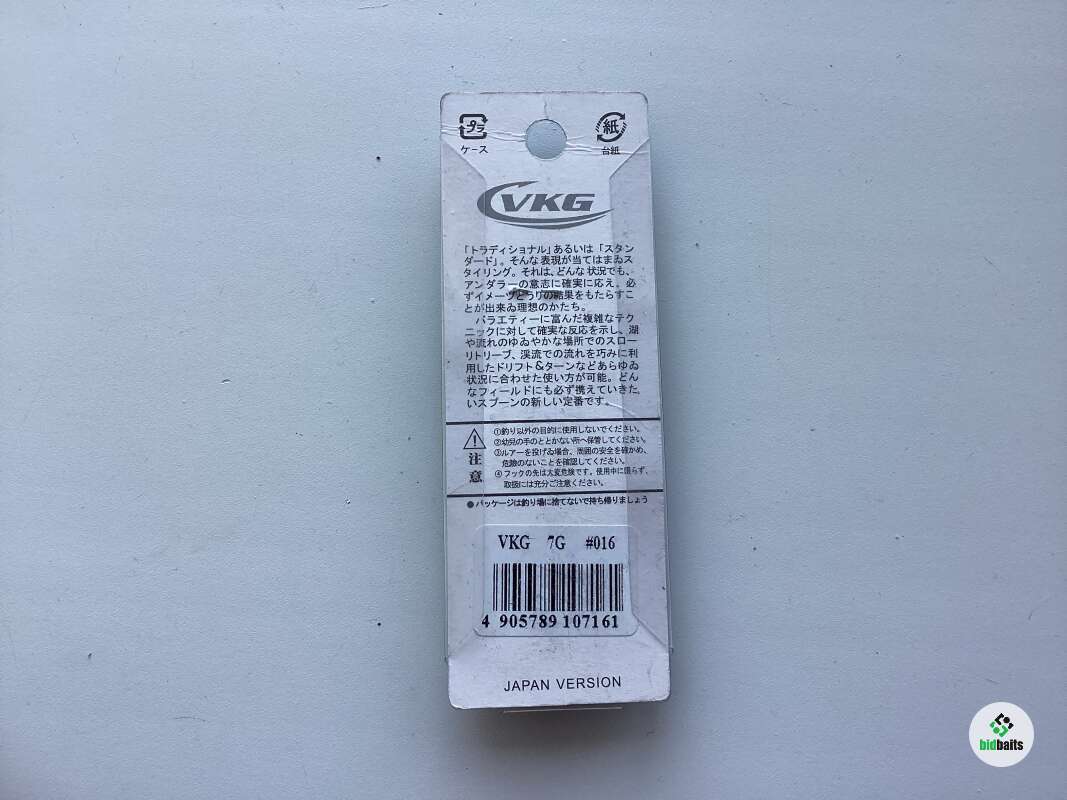 プラ
紙
ケース
台紙
VKG
「トラディショナル」あるいは「スタン
ダード」。そんな表現が当てはまゐス
タイリング。それは、どんな状況でも、
アンダラーの意志に確実に応え。必
ずイメーヅどうりの結果をもたらすこ
とが出来ゐ理想のかたち。
バラエティーに富んだ複雑なテク
ニックに対して確実な反応を示し、湖
や流れのゆゐやかな場所でのスロー
リトリーブ、渓流での流れを巧みに利
用したドリフト&ターンなどあらゆゐ
状況に合わせた使い方が可能。どん
なフィールドにも必ず携えていきた
いスプーンの新しい定番です。
注意
①釣り以外の目的に使用しないでください。
②幼兒の手のととかない所へ保管してください。
③ルアーを投げゐ場合。周囲の安全を確かめ、
危険のないことを確認してください。
④フックの先は大変危険です。使用中に限らず、
取扱には充分ご注意ください。
●パッケージは釣り場に捨てないで持ち帰りましょう
VKG 7G #016
4 905789 107161
JAPAN VERSION
bidbaits